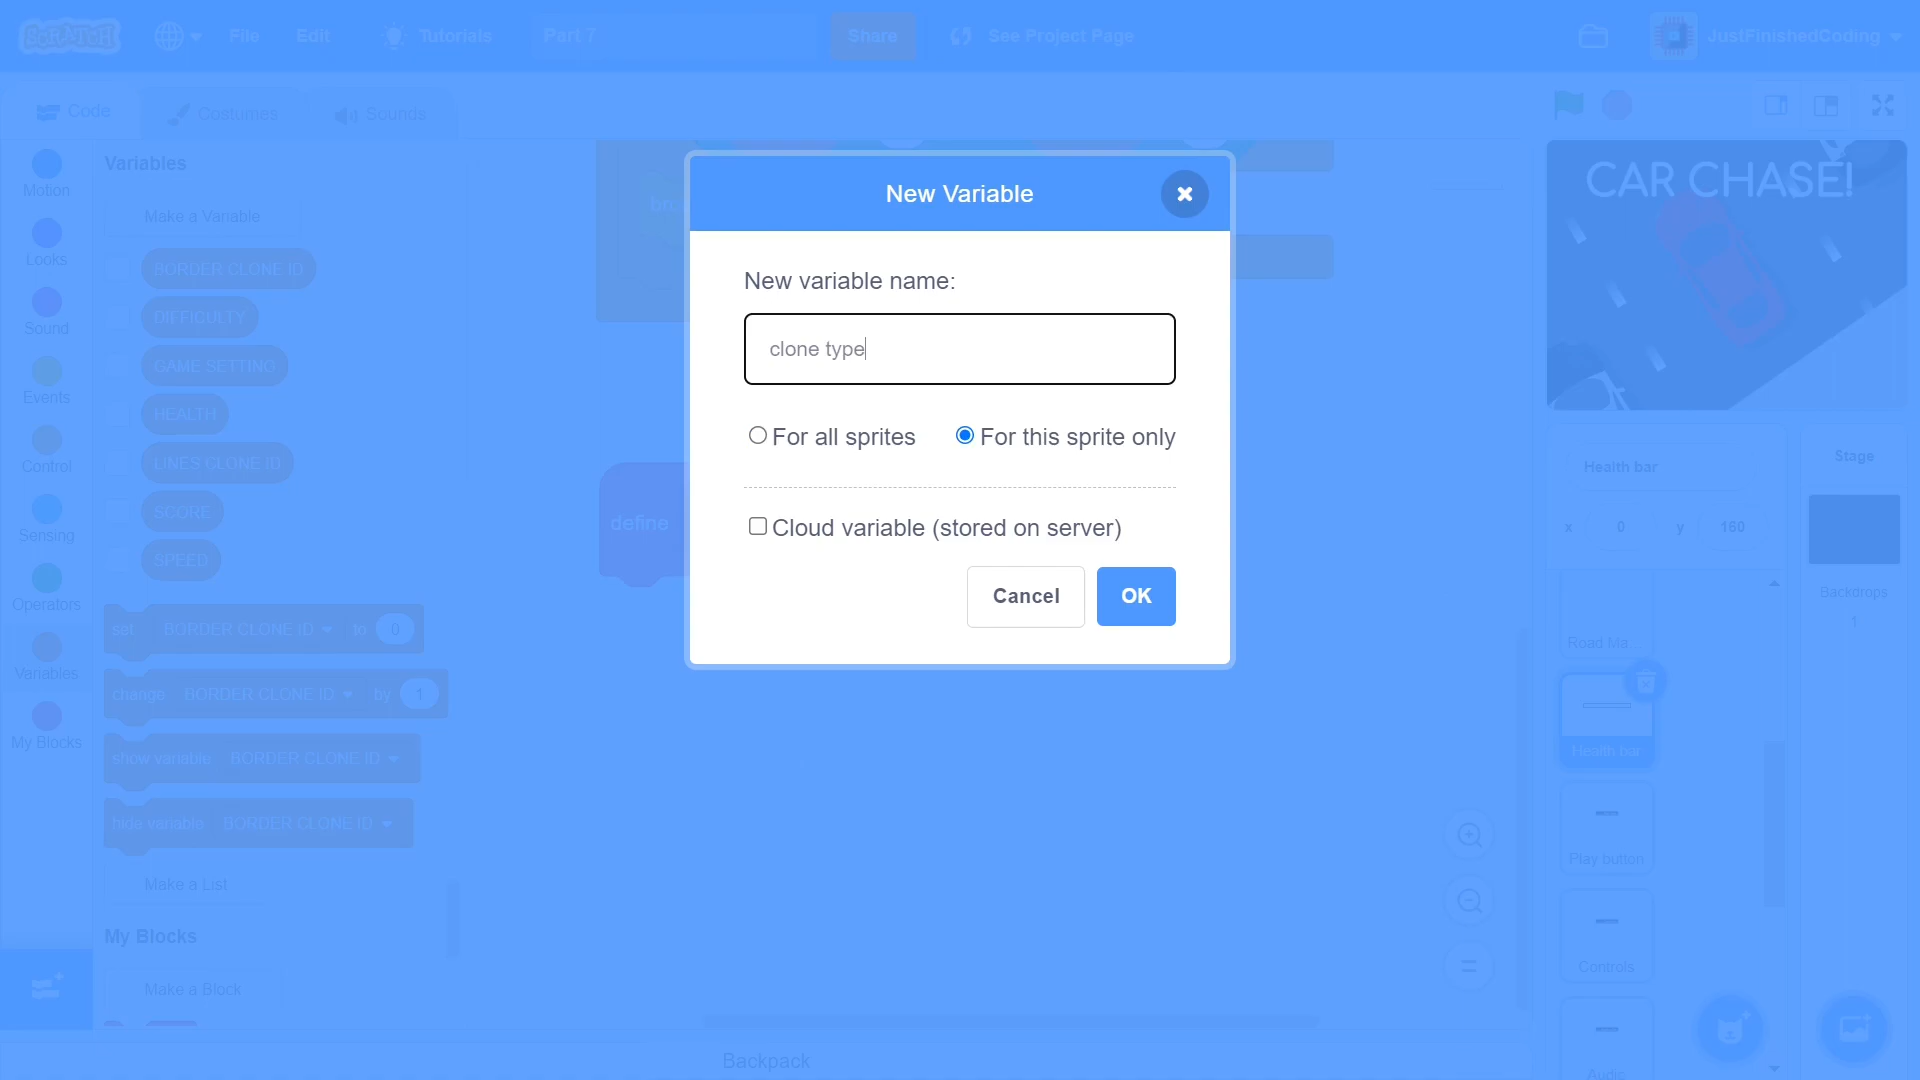 SCRATCH
File
Edit
Tutorials
Part 7
Share
See Project Page
JustFinishedCoding
Code
Costumes
Sounds
Motion
Looks
Sound
Events
Control
Sensing
Operators
Variables
My Blocks
Variables
Make a Variable
BORDER CLONE ID
DIFFICULTY
GAME SETTING
HEALTH
LINES CLONE ID
SCORE
SPEED
set BORDER CLONE ID to 0
change BORDER CLONE ID by 1
show variable BORDER CLONE ID
hide variable BORDER CLONE ID
Make a List
My Blocks
Make a Block
define
New Variable
New variable name:
clone type
For all sprites
For this sprite only
Cloud variable (stored on server)
Cancel
OK
Backpack
CAR CHASE!
Health bar
x 0 y 160
Road Ma...
Health bar
Play button
Controls
Audio
Stage
Backdrops
1